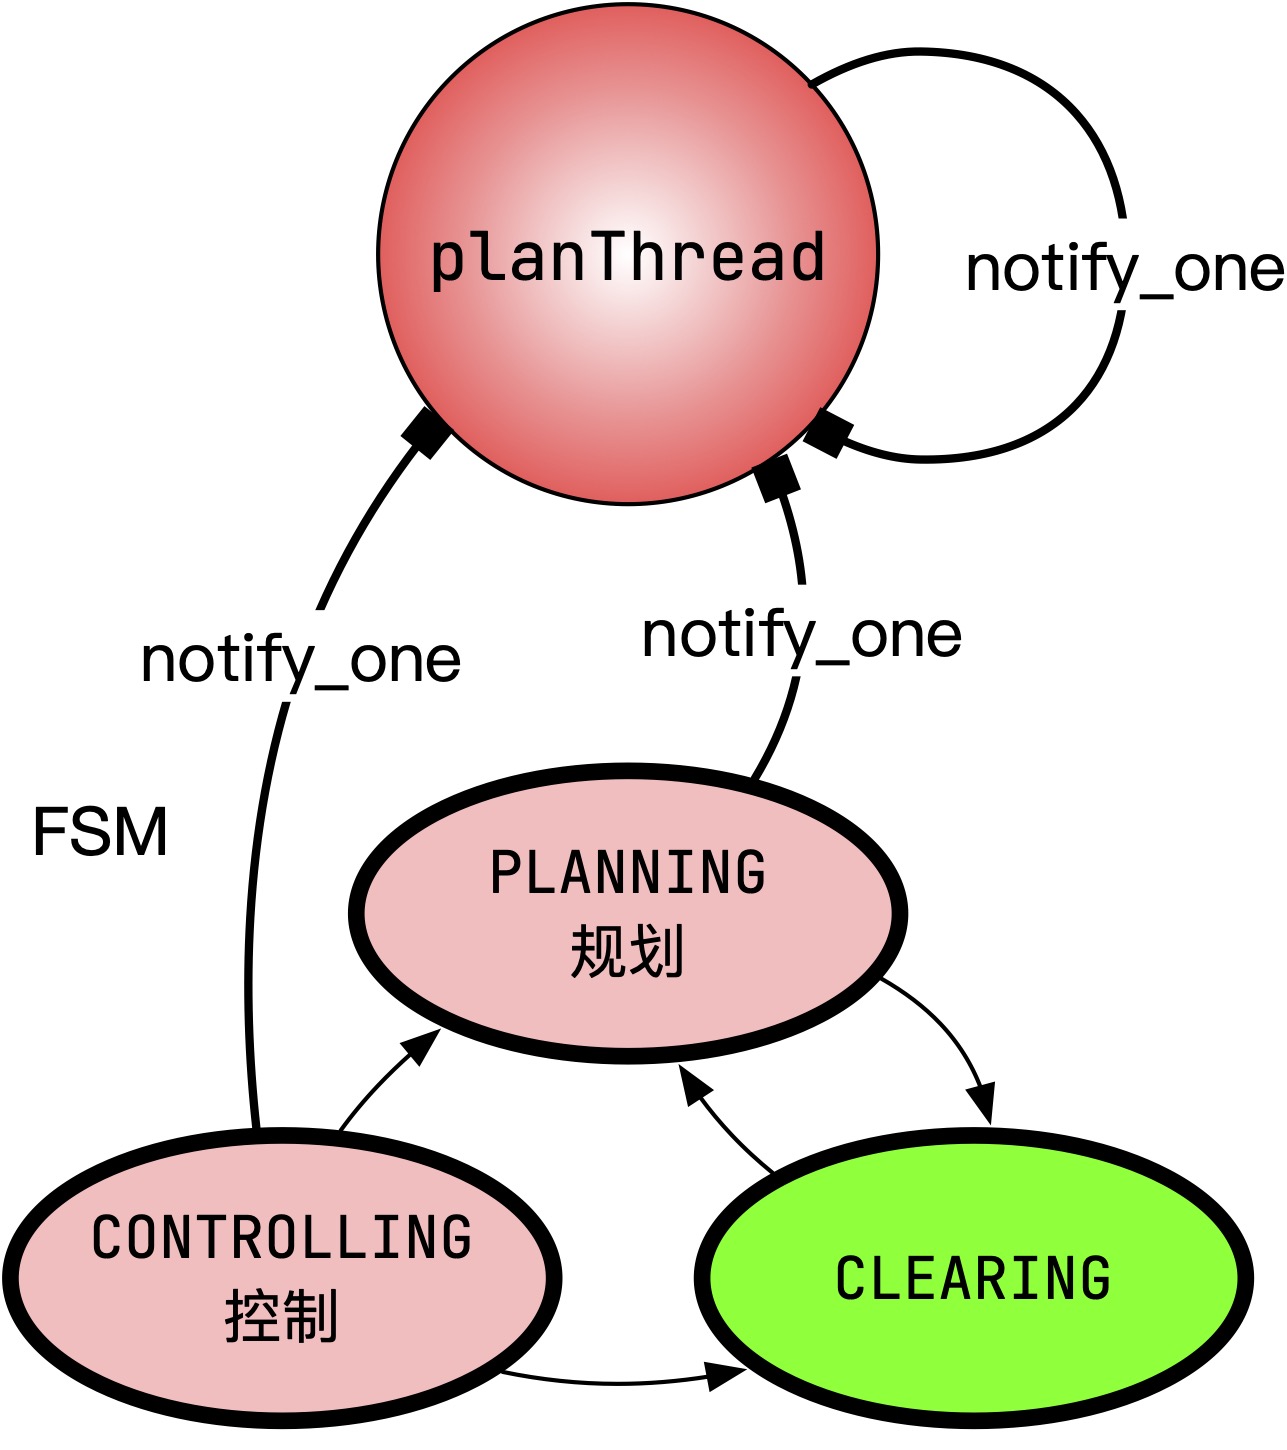 planThread
notify_one
notify_one
notify_one
FSM
PLANNING
规划
CONTROLLING
控制
CLEARING